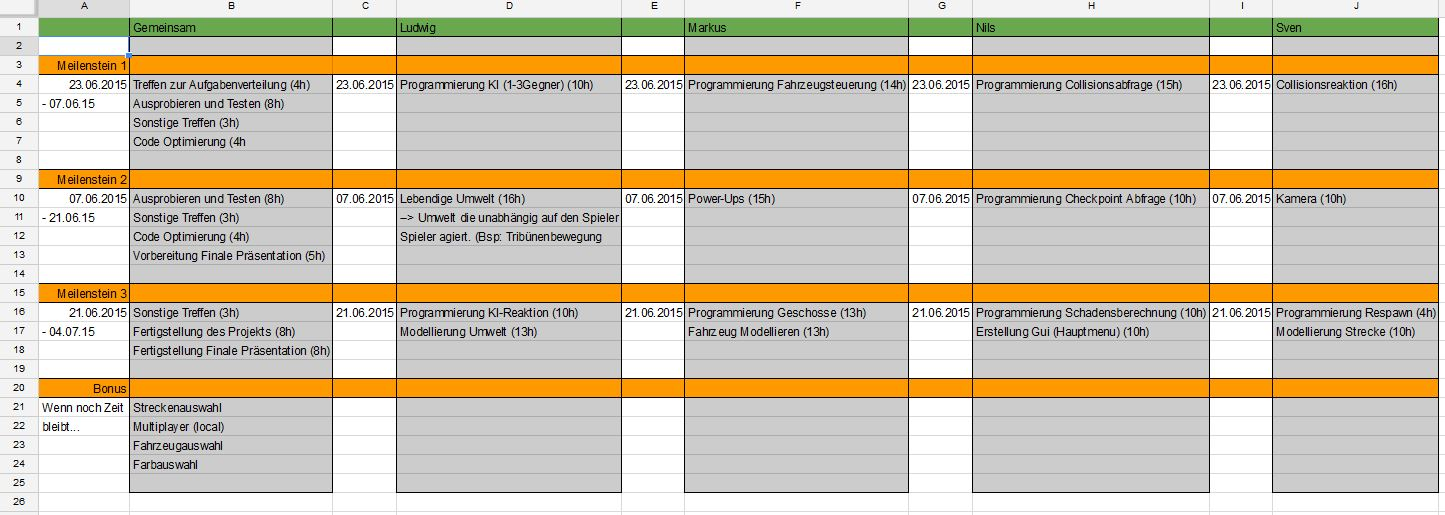 A B C D E F G H I J
1 Gemeinsam Ludwig Markus Nils Sven
2
3 Meilenstein 1
4 23.06.2015 Treffen zur Aufgabenverteilung (4h) 23.06.2015 Programmierung KI (1-3Gegner) (10h) 23.06.2015 Programmierung Fahrzeugsteuerung (14h) 23.06.2015 Programmierung Collisionsabfrage (15h) 23.06.2015 Collisionsreaktion (16h)
5 - 07.06.15 Ausprobieren und Testen (8h)
6 Sonstige Treffen (3h)
7 Code Optimierung (4h
8
9 Meilenstein 2
10 07.06.2015 Ausprobieren und Testen (8h) 07.06.2015 Lebendige Umwelt (16h) 07.06.2015 Power-Ups (15h) 07.06.2015 Programmierung Checkpoint Abfrage (10h) 07.06.2015 Kamera (10h)
11 - 21.06.15 Sonstige Treffen (3h) –> Umwelt die unabhängig auf den Spieler
12 Code Optimierung (4h) Spieler agiert. (Bsp: Tribünenbewegung
13 Vorbereitung Finale Präsentation (5h)
14
15 Meilenstein 3
16 21.06.2015 Sonstige Treffen (3h) 21.06.2015 Programmierung KI-Reaktion (10h) 21.06.2015 Programmierung Geschosse (13h) 21.06.2015 Programmierung Schadensberechnung (10h) 21.06.2015 Programmierung Respawn (4h)
17 - 04.07.15 Fertigstellung des Projekts (8h) Modellierung Umwelt (13h) Fahrzeug Modellieren (13h) Erstellung Gui (Hauptmenu) (10h) Modellierung Strecke (10h)
18 Fertigstellung Finale Präsentation (8h)
19
20 Bonus
21 Wenn noch Zeit Streckenauswahl
22 bleibt... Multiplayer (local)
23 Fahrzeugauswahl
24 Farbauswahl
25
26